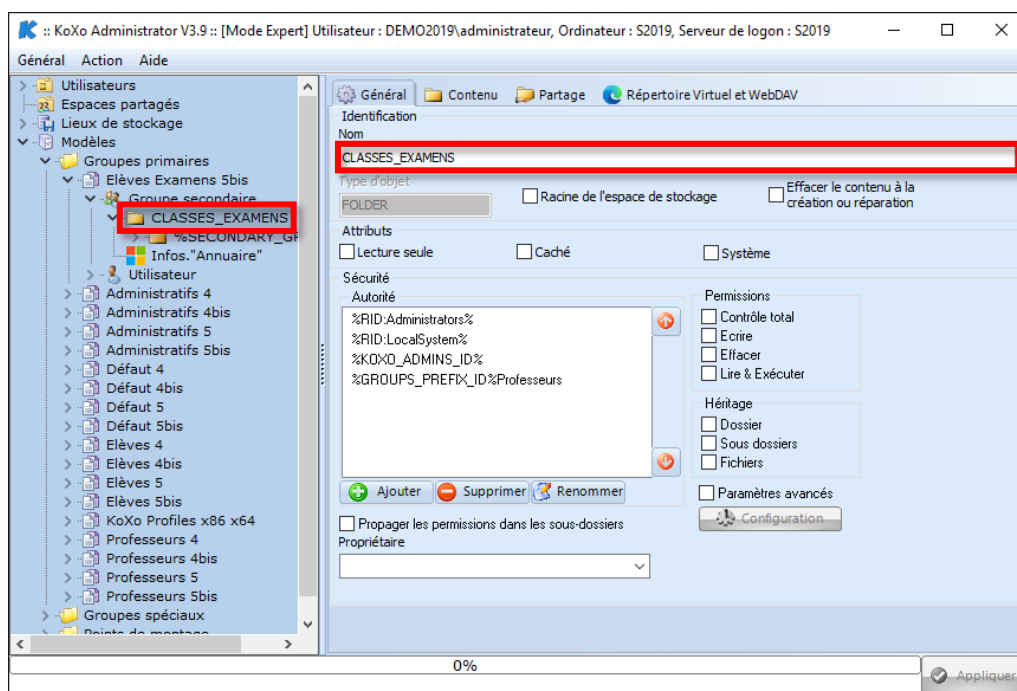 :: KoXo Administrator V3.9 :: [Mode Expert] Utilisateur : DEMO2019\administrateur, Ordinateur : S2019, Serveur de logon : S2019
Général Action Aide
Utilisateurs
Espaces partagés
Lieux de stockage
Modèles
Groupes primaires
Elèves Examens 5bis
Groupe secondaire
CLASSES_EXAMENS
%SECONDARY_GR
Infos."Annuaire"
Utilisateur
Administratifs 4
Administratifs 4bis
Administratifs 5
Administratifs 5bis
Défaut 4
Défaut 4bis
Défaut 5
Défaut 5bis
Elèves 4
Elèves 4bis
Elèves 5
Elèves 5bis
KoXo Profiles x86 x64
Professeurs 4
Professeurs 4bis
Professeurs 5
Professeurs 5bis
Groupes spéciaux
Points de montage
Général Contenu Partage Répertoire Virtuel et WebDAV
Identification
Nom
CLASSES_EXAMENS
Type d'objet
FOLDER
Racine de l'espace de stockage
Effacer le contenu à la
création ou réparation
Attributs
Lecture seule Caché Système
Sécurité
Autorité
%RID:Administrators%
%RID:LocalSystem%
%KOXO_ADMINS_ID%
%GROUPS_PREFIX_ID%Professeurs
Ajouter Supprimer Renommer
Propager les permissions dans les sous-dossiers
Propriétaire
Permissions
Contrôle total
Ecrire
Effacer
Lire & Exécuter
Héritage
Dossier
Sous dossiers
Fichiers
Paramètres avancés
Configuration
0%
Appliquer